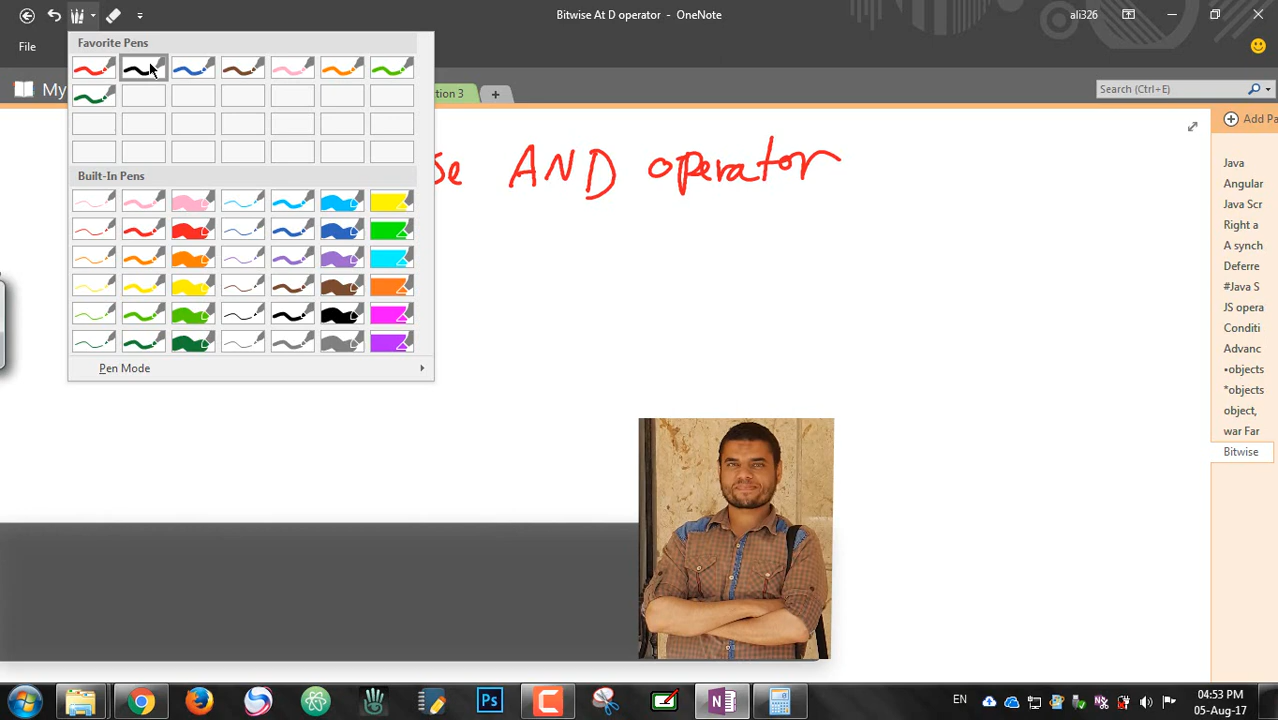 Bitwise At D operator - OneNote
ali326
Favorite Pens
File
My
tion 3
+
Search (Ctrl+E)
Add Pa
se AND operator
Built-In Pens
Pen Mode
Java
Angular
Java Scr
Right a
A synch
Deferre
#Java S
JS opera
Conditi
Advanc
•objects
*objects
object,
war Far
Bitwise
Ps
N
EN
04:53 PM
05-Aug-17